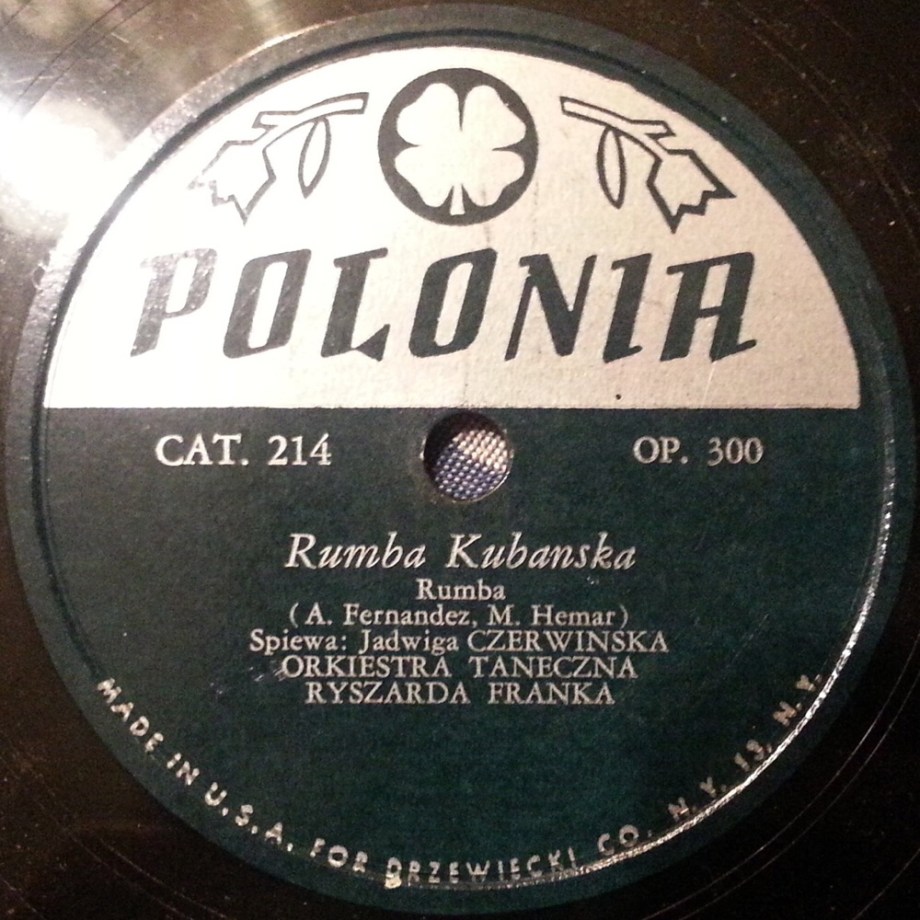 POLONIA
CAT. 214
OP. 300
Rumba Kubanska
Rumba
( A. Fernandez, M. Hemar)
Spiewa: Jadwiga CZERWINSKA
ORKIESTRA TANECZNA
RYSZARDA FRANKA
MADE IN U.S.A. FOR DRZEWIECKI CO. N.Y. 13, N.Y.